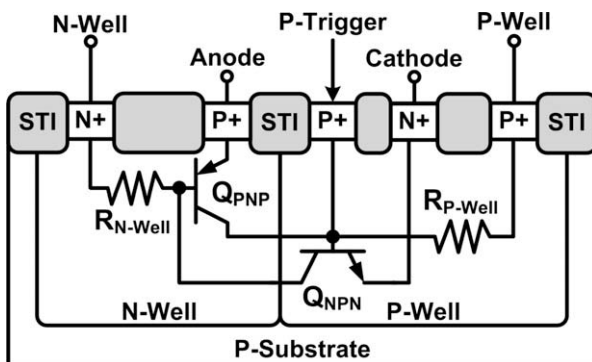 N-Well
P-Trigger
P-Well
Anode
Cathode
STI
N+
P+
STI
P+
N+
P+
STI
QPNP
RN-Well
RP-Well
QNPN
N-Well
P-Well
P-Substrate